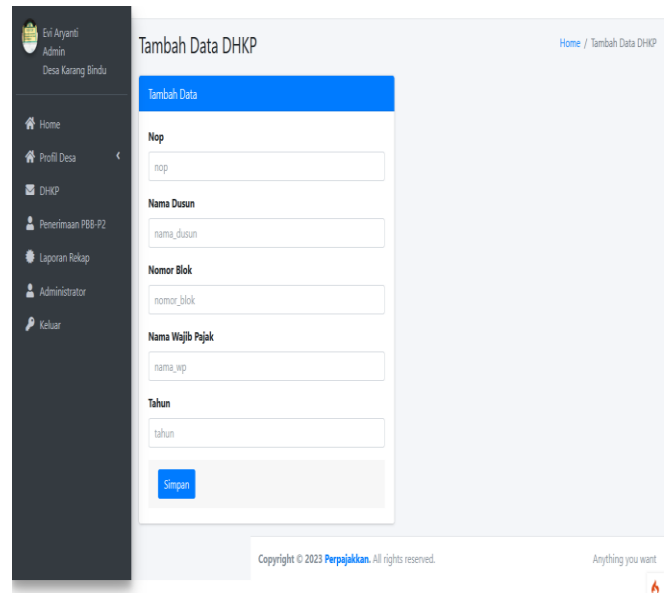 Evi Aryanti
Admin
Desa Karang Bindu
Home
Profil Desa
DHKP
Penerimaan PBB-P2
Laporan Rekap
Administrator
Keluar
Tambah Data DHKP
Home / Tambah Data DHKP
Tambah Data
Nop
nop
Nama Dusun
nama_dusun
Nomor Blok
nomor_blok
Nama Wajib Pajak
nama_wp
Tahun
tahun
Simpan
Copyright © 2023 Perpajakkan. All rights reserved.
Anything you want